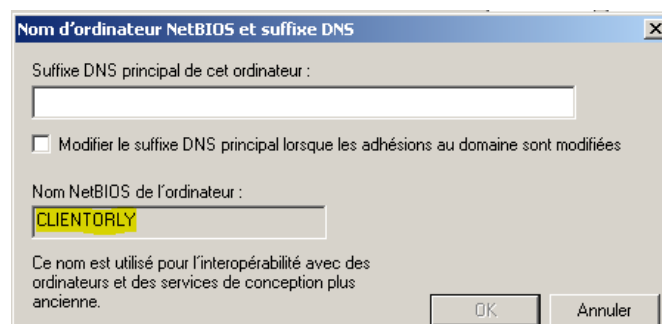 Nom d'ordinateur NetBIOS et suffixe DNS
Suffixe DNS principal de cet ordinateur :
Modifier le suffixe DNS principal lorsque les adhésions au domaine sont modifiées
Nom NetBIOS de l'ordinateur :
CLIENTORLY
Ce nom est utilisé pour l'interopérabilité avec des
ordinateurs et des services de conception plus
ancienne.
OK Annuler